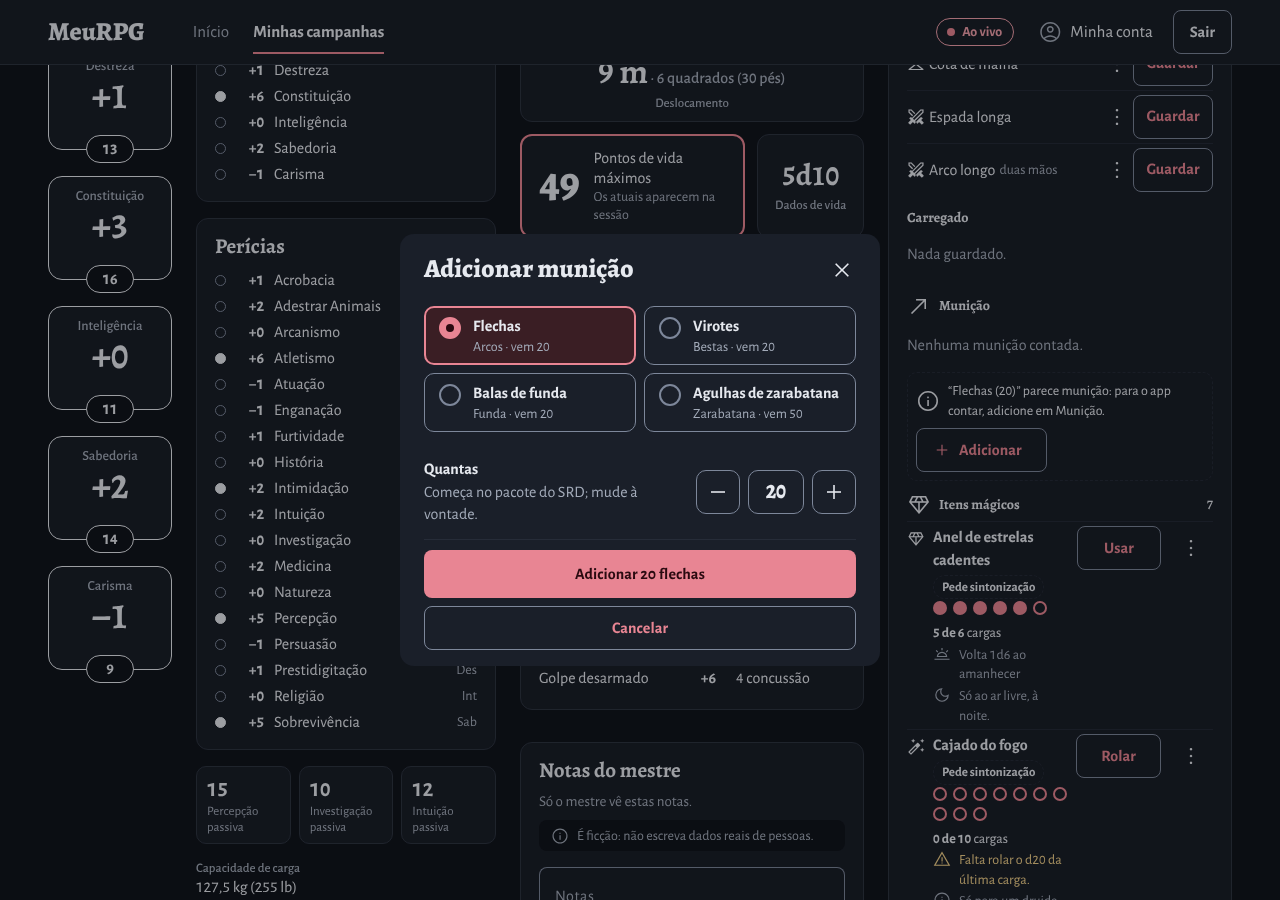 MeuRPG
Início
Minhas campanhas
Ao vivo
Minha conta
Sair
Destreza
+1
13
Constituição
+3
16
Inteligência
+0
11
Sabedoria
+2
14
Carisma
−1
9
+1 Destreza
+6 Constituição
+0 Inteligência
+2 Sabedoria
−1 Carisma
Perícias
+1 Acrobacia
+2 Adestrar Animais
+0 Arcanismo
+6 Atletismo
−1 Atuação
−1 Enganação
+1 Furtividade
+0 História
+2 Intimidação
+2 Intuição
+0 Investigação
+2 Medicina
+0 Natureza
+5 Percepção
−1 Persuasão
+1 Prestidigitação Des
+0 Religião Int
+5 Sobrevivência Sab
15
Percepção
passiva
10
Investigação
passiva
12
Intuição
passiva
Capacidade de carga
127,5 kg (255 lb)
9 m · 6 quadrados (30 pés)
Deslocamento
49
Pontos de vida
máximos
Os atuais aparecem na
sessão
5d10
Dados de vida
Adicionar munição
Flechas
Arcos · vem 20
Virotes
Bestas · vem 20
Balas de funda
Funda · vem 20
Agulhas de zarabatana
Zarabatana · vem 50
Quantas
Começa no pacote do SRD; mude à
vontade.
20
Adicionar 20 flechas
Cancelar
Golpe desarmado +6 4 concussão
Notas do mestre
Só o mestre vê estas notas.
É ficção: não escreva dados reais de pessoas.
Notas
Cota de malha
Guardar
Espada longa
Guardar
Arco longo duas mãos
Guardar
Carregado
Nada guardado.
Munição
Nenhuma munição contada.
“Flechas (20)” parece munição: para o app
contar, adicione em Munição.
Adicionar
Itens mágicos 7
Anel de estrelas
cadentes
Usar
Pede sintonização
5 de 6 cargas
Volta 1d6 ao
amanhecer
Só ao ar livre, à
noite.
Cajado do fogo
Rolar
Pede sintonização
0 de 10 cargas
Falta rolar o d20 da
última carga.
Só para um druida